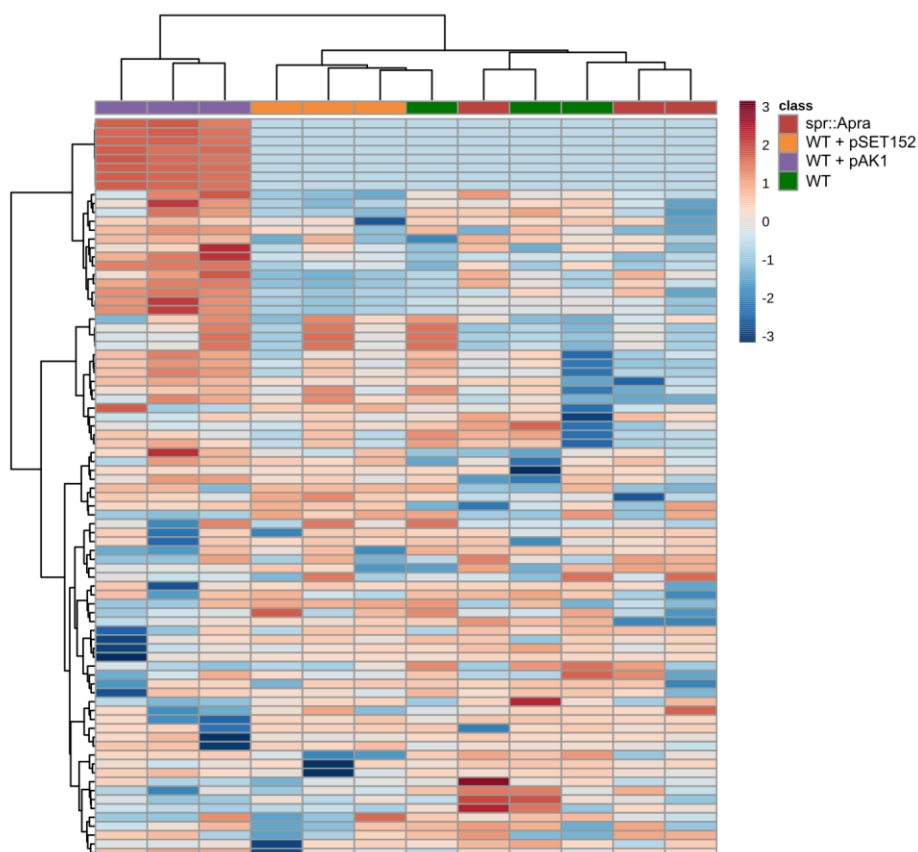 3
2
1
0
-1
-2
-3
class
spr::Apra
WT + pSET152
WT + pAK1
WT